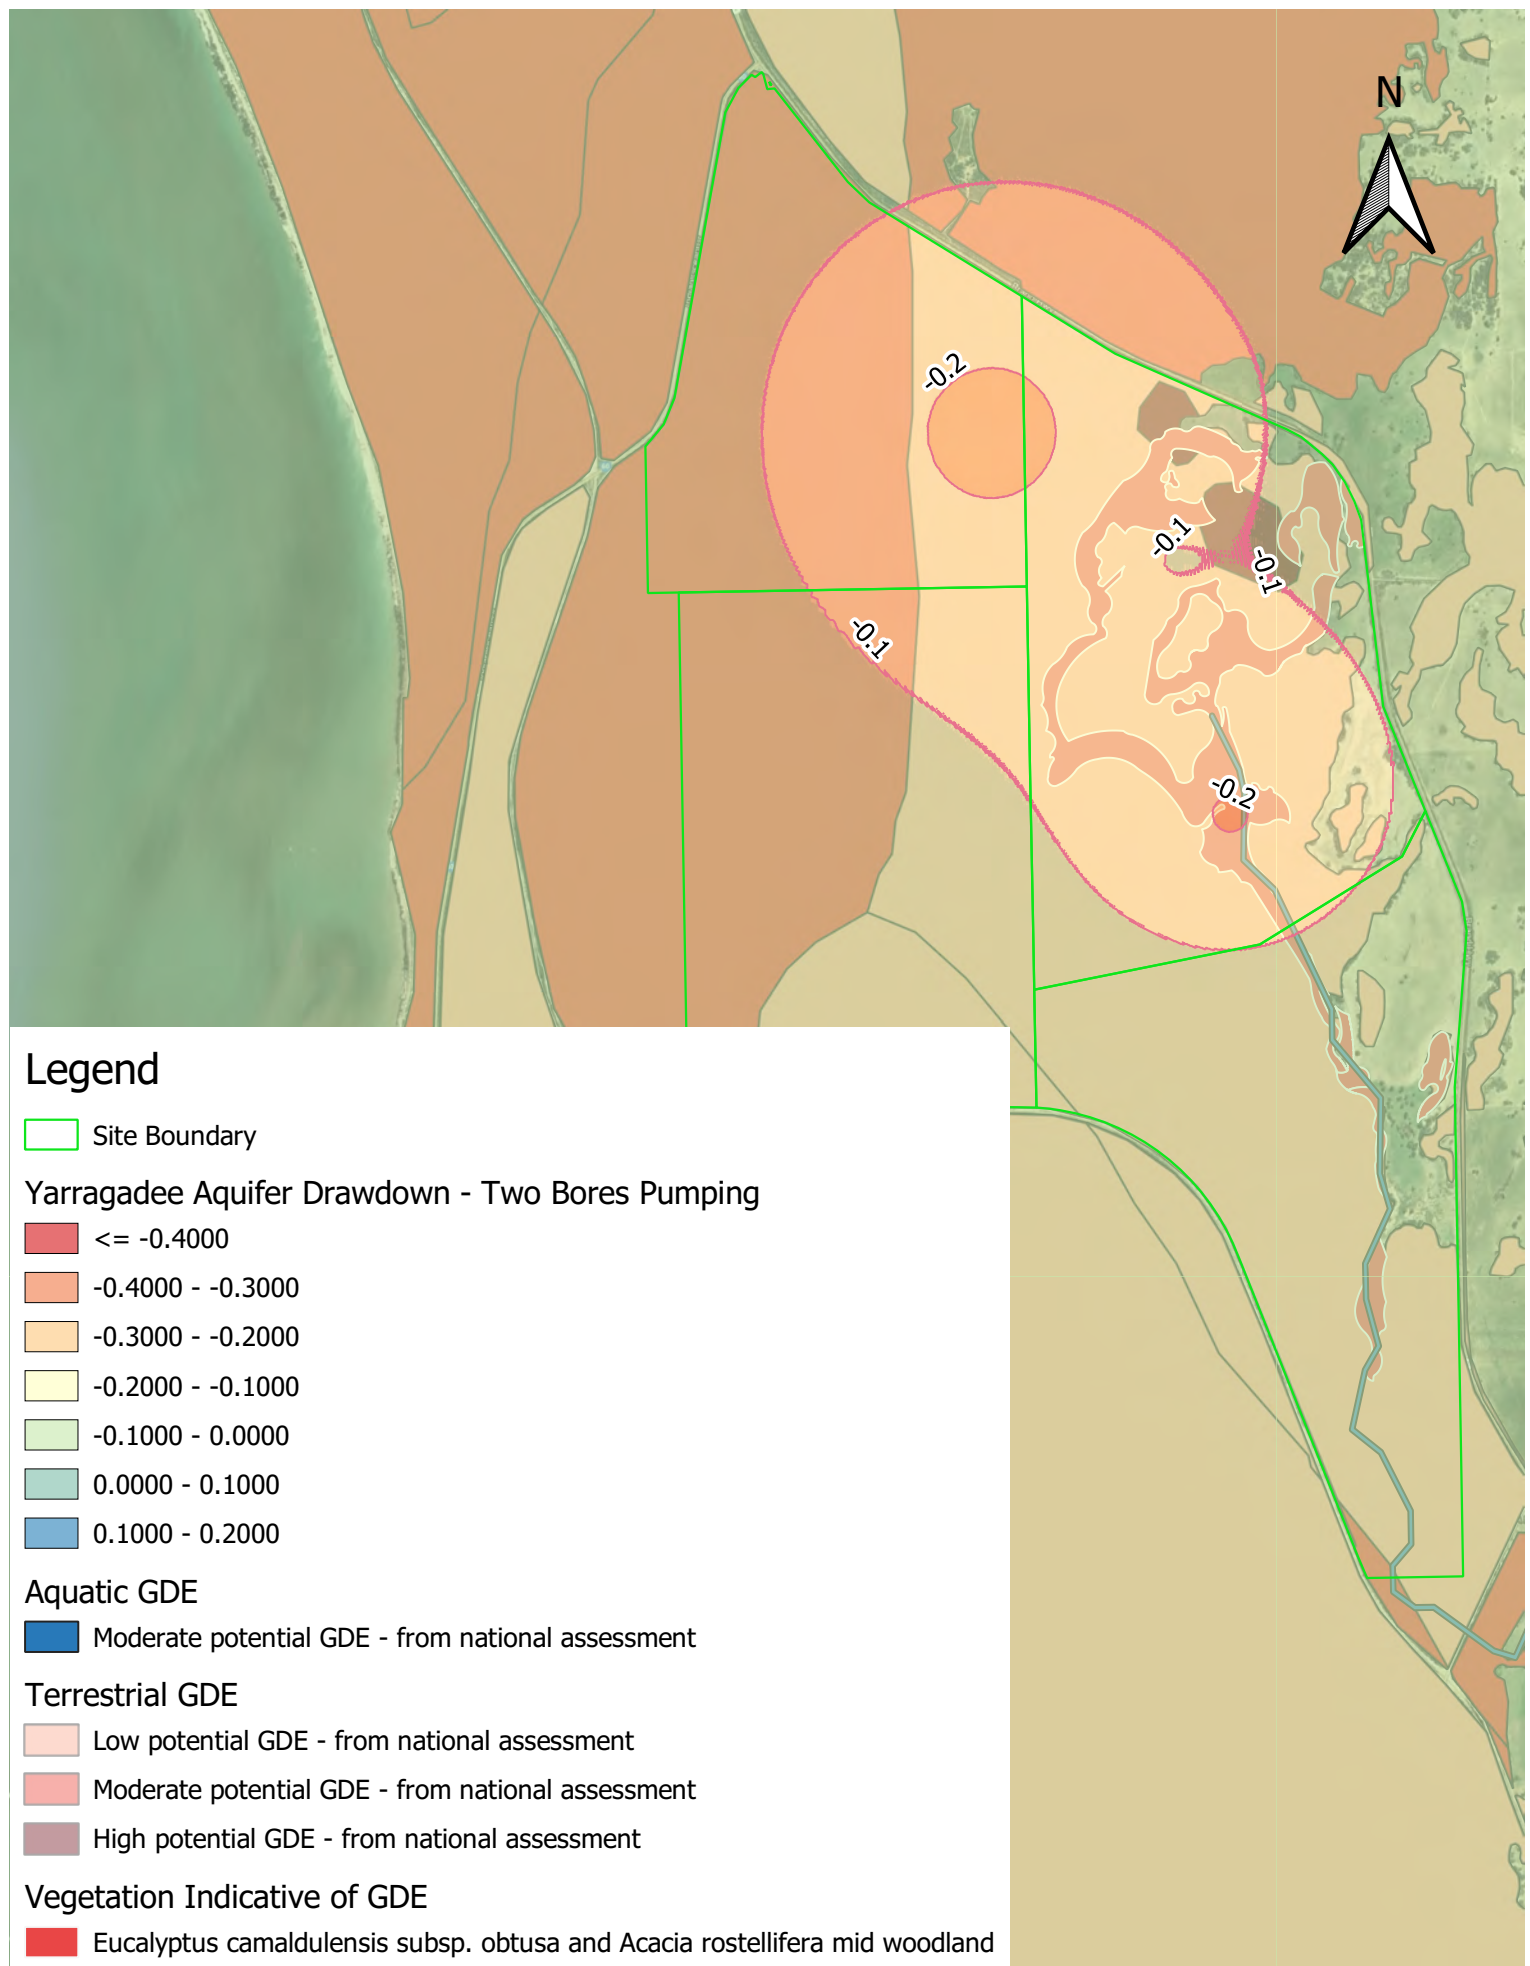 N
-0.2
-0.1
-0.1
-0.1
-0.2
Legend
Site Boundary
Yarragadee Aquifer Drawdown - Two Bores Pumping
<= -0.4000
-0.4000 - -0.3000
-0.3000 - -0.2000
-0.2000 - -0.1000
-0.1000 - 0.0000
0.0000 - 0.1000
0.1000 - 0.2000
Aquatic GDE
Moderate potential GDE - from national assessment
Terrestrial GDE
Low potential GDE - from national assessment
Moderate potential GDE - from national assessment
High potential GDE - from national assessment
Vegetation Indicative of GDE
Eucalyptus camaldulensis subsp. obtusa and Acacia rostellifera mid woodland